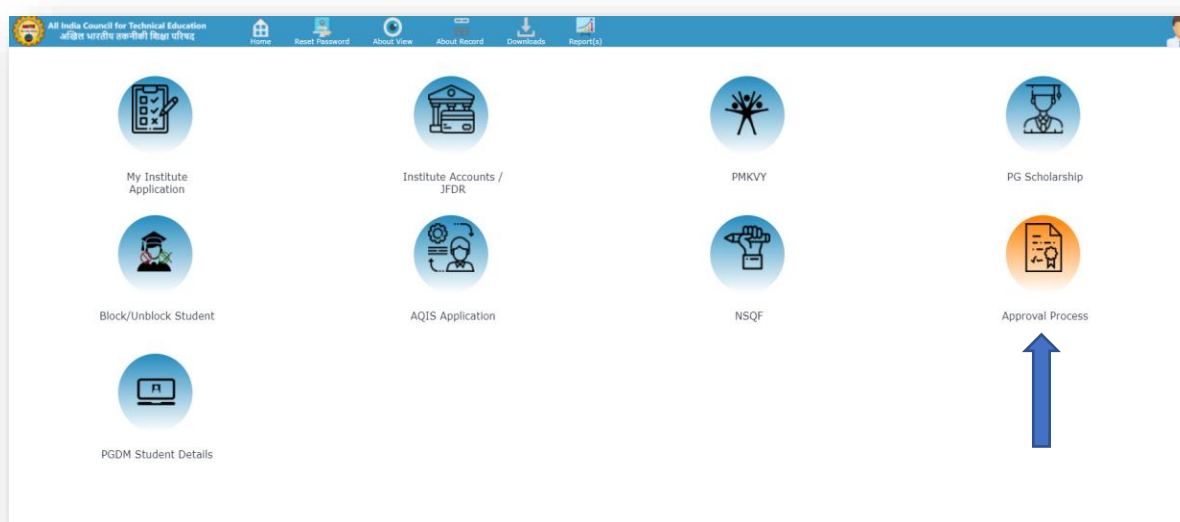 All India Council for Technical Education
अखिल भारतीय तकनीकी शिक्षा परिषद
Home
Reset Password
About View
About Record
Downloads
Report(s)
My Institute
Application
Institute Accounts /
JFDR
PMKVY
PG Scholarship
Block/Unblock Student
AQIS Application
NSQF
Approval Process
PGDM Student Details